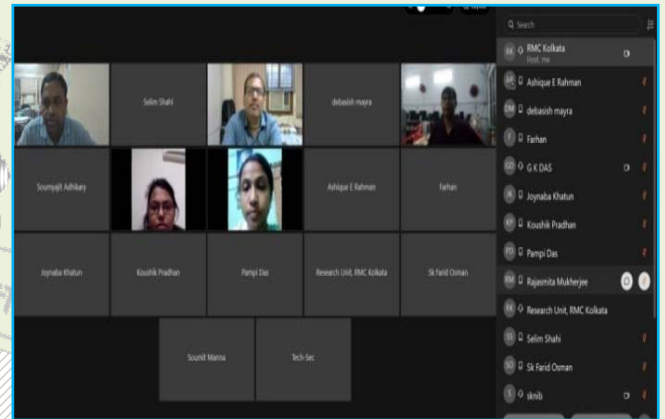 Search
RMC Kolkata
Host, me
Ashique E Rahman
debasish mayra
Farhan
G K DAS
Joynaba Khatun
Koushik Pradhan
Pampi Das
Rajasmita Mukherjee
Research Unit, RMC Kolkata
Selim Shahi
Sk Farid Osman
sknib
Selim Shahi
debasish mayra
Soumyajit Adhikary
Ashique E Rahman
Farhan
Joynaba Khatun
Koushik Pradhan
Pampi Das
Research Unit, RMC Kolkata
Sk Farid Osman
Soumit Manna
Tech-Sec